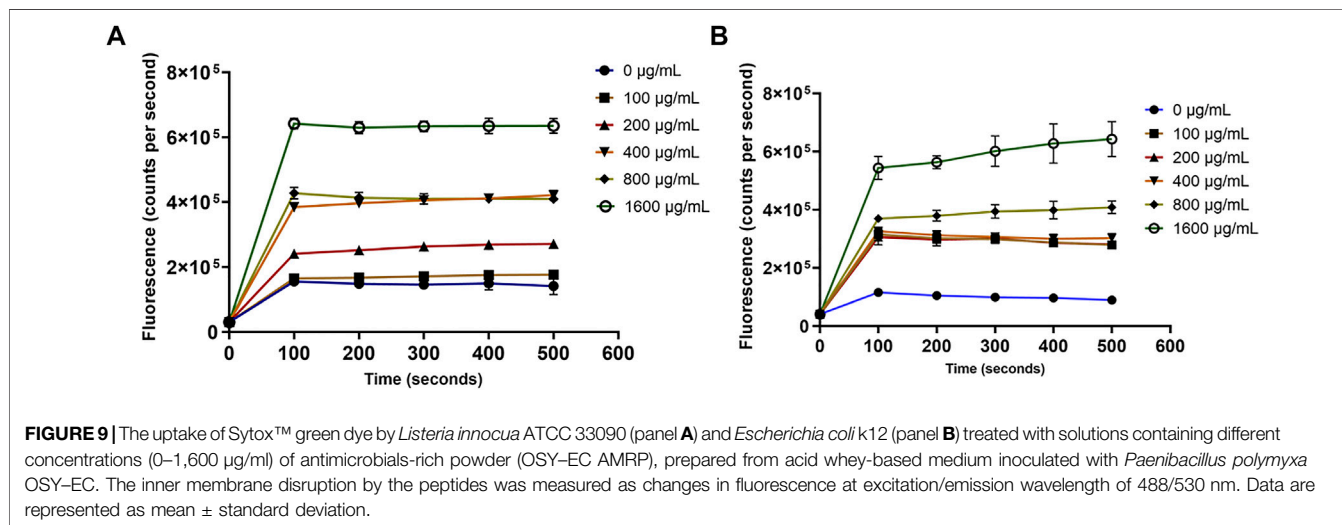 A
Fluorescence (counts per second)
8×10⁵
6×10⁵
4×10⁵
2×10⁵
0
0 100 200 300 400 500 600
Time (seconds)
0 µg/mL
100 µg/mL
200 µg/mL
400 µg/mL
800 µg/mL
1600 µg/mL
B
Fluorescence (counts per second)
8×10⁵
6×10⁵
4×10⁵
2×10⁵
0
0 100 200 300 400 500 600
Time (seconds)
0 µg/mL
100 µg/mL
200 µg/mL
400 µg/mL
800 µg/mL
1600 µg/mL
FIGURE 9 | The uptake of Sytox™ green dye by Listeria innocua ATCC 33090 (panel A) and Escherichia coli k12 (panel B) treated with solutions containing different
concentrations (0–1,600 µg/ml) of antimicrobials-rich powder (OSY–EC AMRP), prepared from acid whey-based medium inoculated with Paenibacillus polymyxa
OSY–EC. The inner membrane disruption by the peptides was measured as changes in fluorescence at excitation/emission wavelength of 488/530 nm. Data are
represented as mean ± standard deviation.